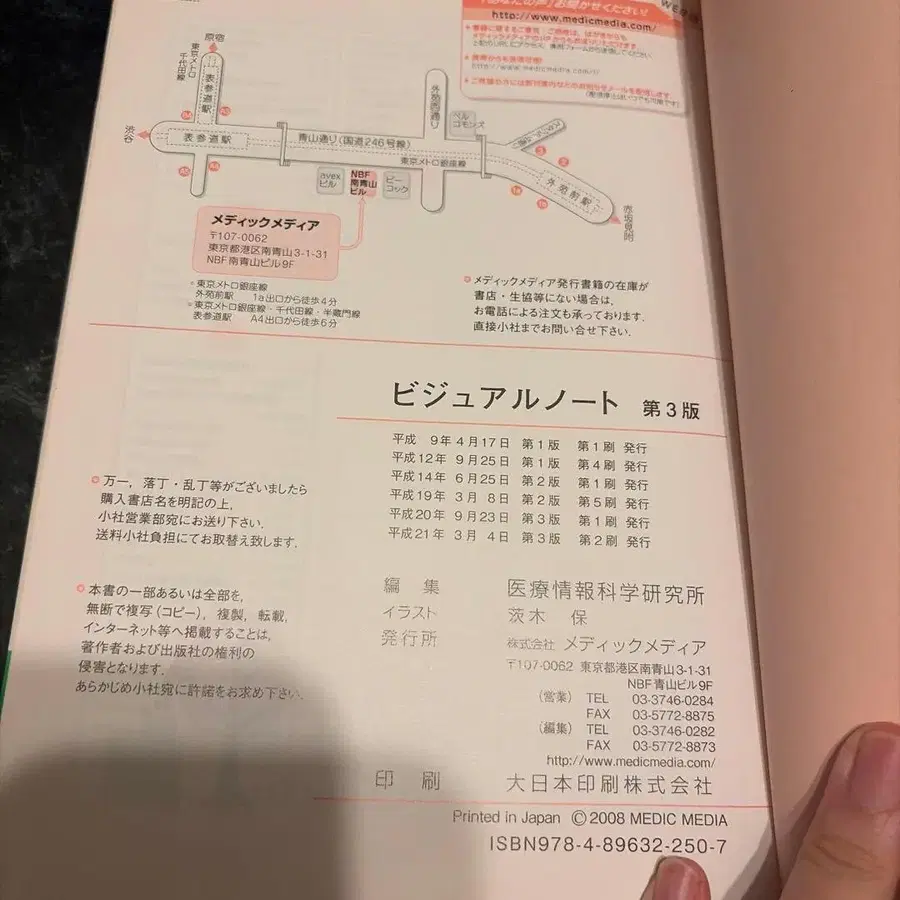 「あなたの声」お聞かせください!
http://www.medicmedia.com/
原宿
東京メトロ
千代田線
表参道駅
渋谷
表参道駅
青山通り(国道246号線)
東京メトロ銀座線
外苑西通り
ベル
コモンズ
外苑前駅
赤坂見附
avex
ビル
NBF
南青山
ビル
ピー
コック
メディックメディア
〒107-0062
東京都港区南青山3-1-31
NBF南青山ビル9F
東京メトロ銀座線
外苑前駅 1a出口から徒歩4分
東京メトロ銀座線・千代田線・半蔵門線
表参道駅 A4出口から徒歩6分
メディックメディア発行書籍の在庫が
書店・生協等にない場合は,
お電話による注文も承っております.
直接小社までお問い合せ下さい.
ビジュアルノート 第3版
平成 9年 4月17日 第1版 第1刷 発行
平成12年 9月25日 第1版 第4刷 発行
平成14年 6月25日 第2版 第1刷 発行
平成19年 3月 8日 第2版 第5刷 発行
平成20年 9月23日 第3版 第1刷 発行
平成21年 3月 4日 第3版 第2刷 発行
万一, 落丁・乱丁等がございましたら
購入書店名を明記の上,
小社営業部宛にお送り下さい.
送料小社負担にてお取替え致します.
本書の一部あるいは全部を,
無断で複写(コピー), 複製, 転載,
インターネット等へ掲載することは,
著作者および出版社の権利の
侵害となります.
あらかじめ小社宛に許諾をお求め下さい.
編集 医療情報科学研究所
イラスト 茨木 保
発行所 株式会社 メディックメディア
〒107-0062 東京都港区南青山3-1-31
NBF青山ビル9F
(営業) TEL 03-3746-0284
FAX 03-5772-8875
(編集) TEL 03-3746-0282
FAX 03-5772-8873
http://www.medicmedia.com/
印刷 大日本印刷株式会社
Printed in Japan ©2008 MEDIC MEDIA
ISBN978-4-89632-250-7